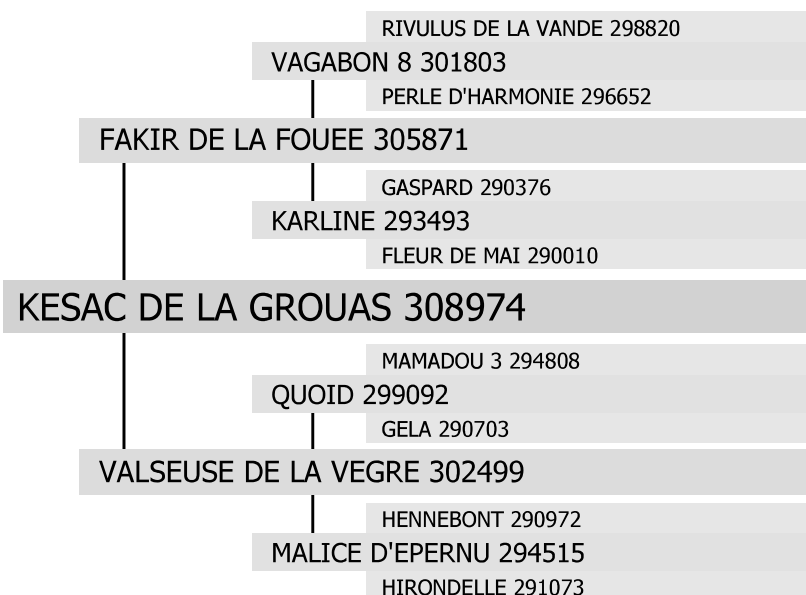 RIVULUS DE LA VANDE 298820
VAGABON 8 301803
PERLE D'HARMONIE 296652
FAKIR DE LA FOUEE 305871
GASPARD 290376
KARLINE 293493
FLEUR DE MAI 290010
KESAC DE LA GROUAS 308974
MAMADOU 3 294808
QUOID 299092
GELA 290703
VALSEUSE DE LA VEGRE 302499
HENNEBONT 290972
MALICE D'EPERNU 294515
HIRONDELLE 291073